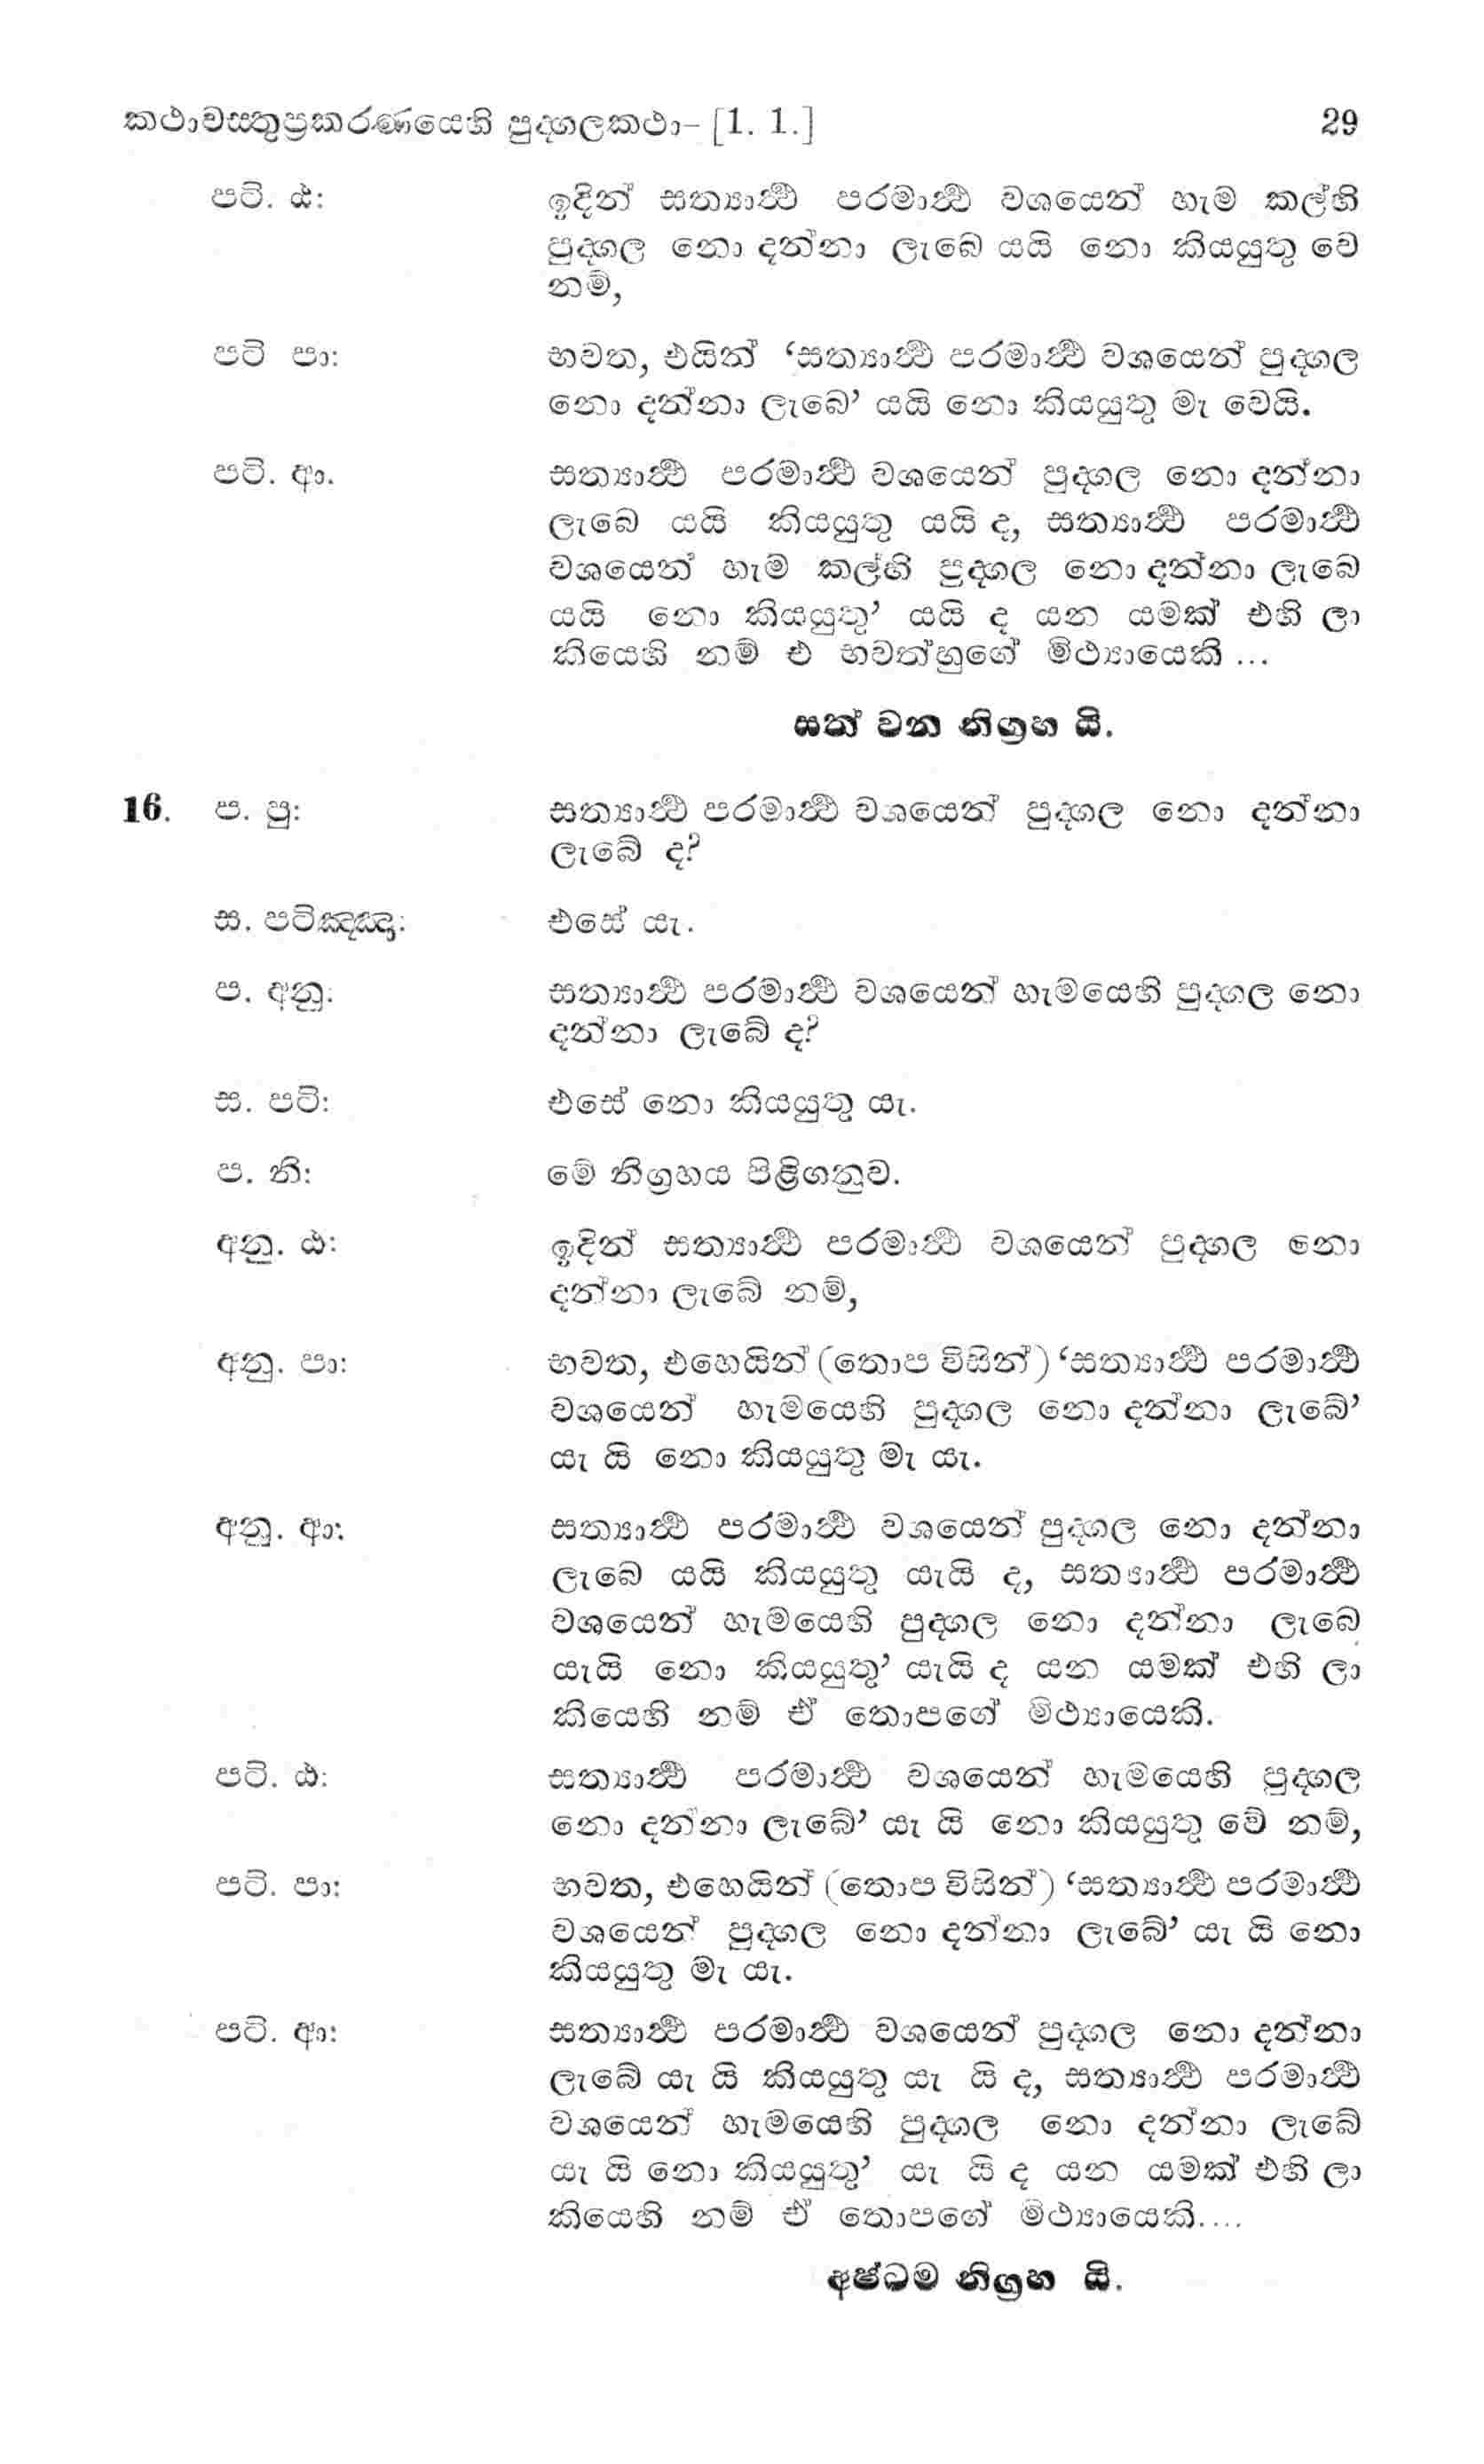 කථාවස්තුප්‍රකරණයෙහි පුද්ගලකථා– [1. 1.] 29
පටි. ඨ: ඉදින් සත්‍යාර්‍ථ පරමාර්‍ථ වශයෙන් හැම කල්හි
පුද්ගල නො දන්නා ලැබෙ යයි නො කියයුතු වෙ
නම්,
පටි පා: භවත, එයින් ‘සත්‍යාර්‍ථ පරමාර්‍ථ වශයෙන් පුද්ගල
නො දන්නා ලැබෙ’ යයි නො කියයුතු මැ වෙයි.
පටි. ආ. සත්‍යාර්‍ථ පරමාර්‍ථ වශයෙන් පුද්ගල නො දන්නා
ලැබෙ යයි කියයුතු යයි ද, සත්‍යාර්‍ථ පරමාර්‍ථ
වශයෙන් හැම කල්හි පුද්ගල නො දන්නා ලැබෙ
යයි නො කියයුතු’ යයි ද යන යමක් එහි ලා
කියෙහි නම් එ භවත්හුගේ මිථ්‍යායෙකි ...
සත් වන නිග්‍රහ යි.
16. ප. පු: සත්‍යාර්‍ථ පරමාර්‍ථ වශයෙන් පුද්ගල නො දන්නා
ලැබේ ද?
ස. පටිඤ්ඤා: එසේ යැ.
ප. අනු: සත්‍යාර්‍ථ පරමාර්‍ථ වශයෙන් හැමයෙහි පුද්ගල නො
දන්නා ලැබේ ද?
ස. පටි: එසේ නො කියයුතු යැ.
ප. නි: මේ නිග්‍රහය පිළිගනුව.
අනු. ඨ: ඉදින් සත්‍යාර්‍ථ පරමාර්‍ථ වශයෙන් පුද්ගල නො
දන්නා ලැබේ නම්,
අනු. පා: භවත, එහෙයින් (තොප විසින්) ‘සත්‍යාර්‍ථ පරමාර්‍ථ
වශයෙන් හැමයෙහි පුද්ගල නො දන්නා ලැබේ’
යැ යි නො කියයුතු මැ යැ.
අනු. ආ: සත්‍යාර්‍ථ පරමාර්‍ථ වශයෙන් පුද්ගල නො දන්නා
ලැබෙ යයි කියයුතු යැයි ද, සත්‍යාර්‍ථ පරමාර්‍ථ
වශයෙන් හැමයෙහි පුද්ගල නො දන්නා ලැබෙ
යැයි නො කියයුතු’ යැයි ද යන යමක් එහි ලා
කියෙහි නම් ඒ තොපගේ මිථ්‍යායෙකි.
පටි. ඨ: සත්‍යාර්‍ථ පරමාර්‍ථ වශයෙන් හැමයෙහි පුද්ගල
නො දන්නා ලැබේ’ යැ යි නො කියයුතු වේ නම්,
පටි. පා: භවත, එහෙයින් (තොප විසින්) ‘සත්‍යාර්‍ථ පරමාර්‍ථ
වශයෙන් පුද්ගල නො දන්නා ලැබේ’ යැ යි නො
කියයුතු මැ යැ.
පටි. ආ: සත්‍යාර්‍ථ පරමාර්‍ථ වශයෙන් පුද්ගල නො දන්නා
ලැබේ යැ යි කියයුතු යැ යි ද, සත්‍යාර්‍ථ පරමාර්‍ථ
වශයෙන් හැමයෙහි පුද්ගල නො දන්නා ලැබේ
යැ යි නො කියයුතු’ යැ යි ද යන යමක් එහි ලා
කියෙහි නම් ඒ තොපගේ මිථ්‍යායෙකි....
අෂ්ටම නිග්‍රහ යි.